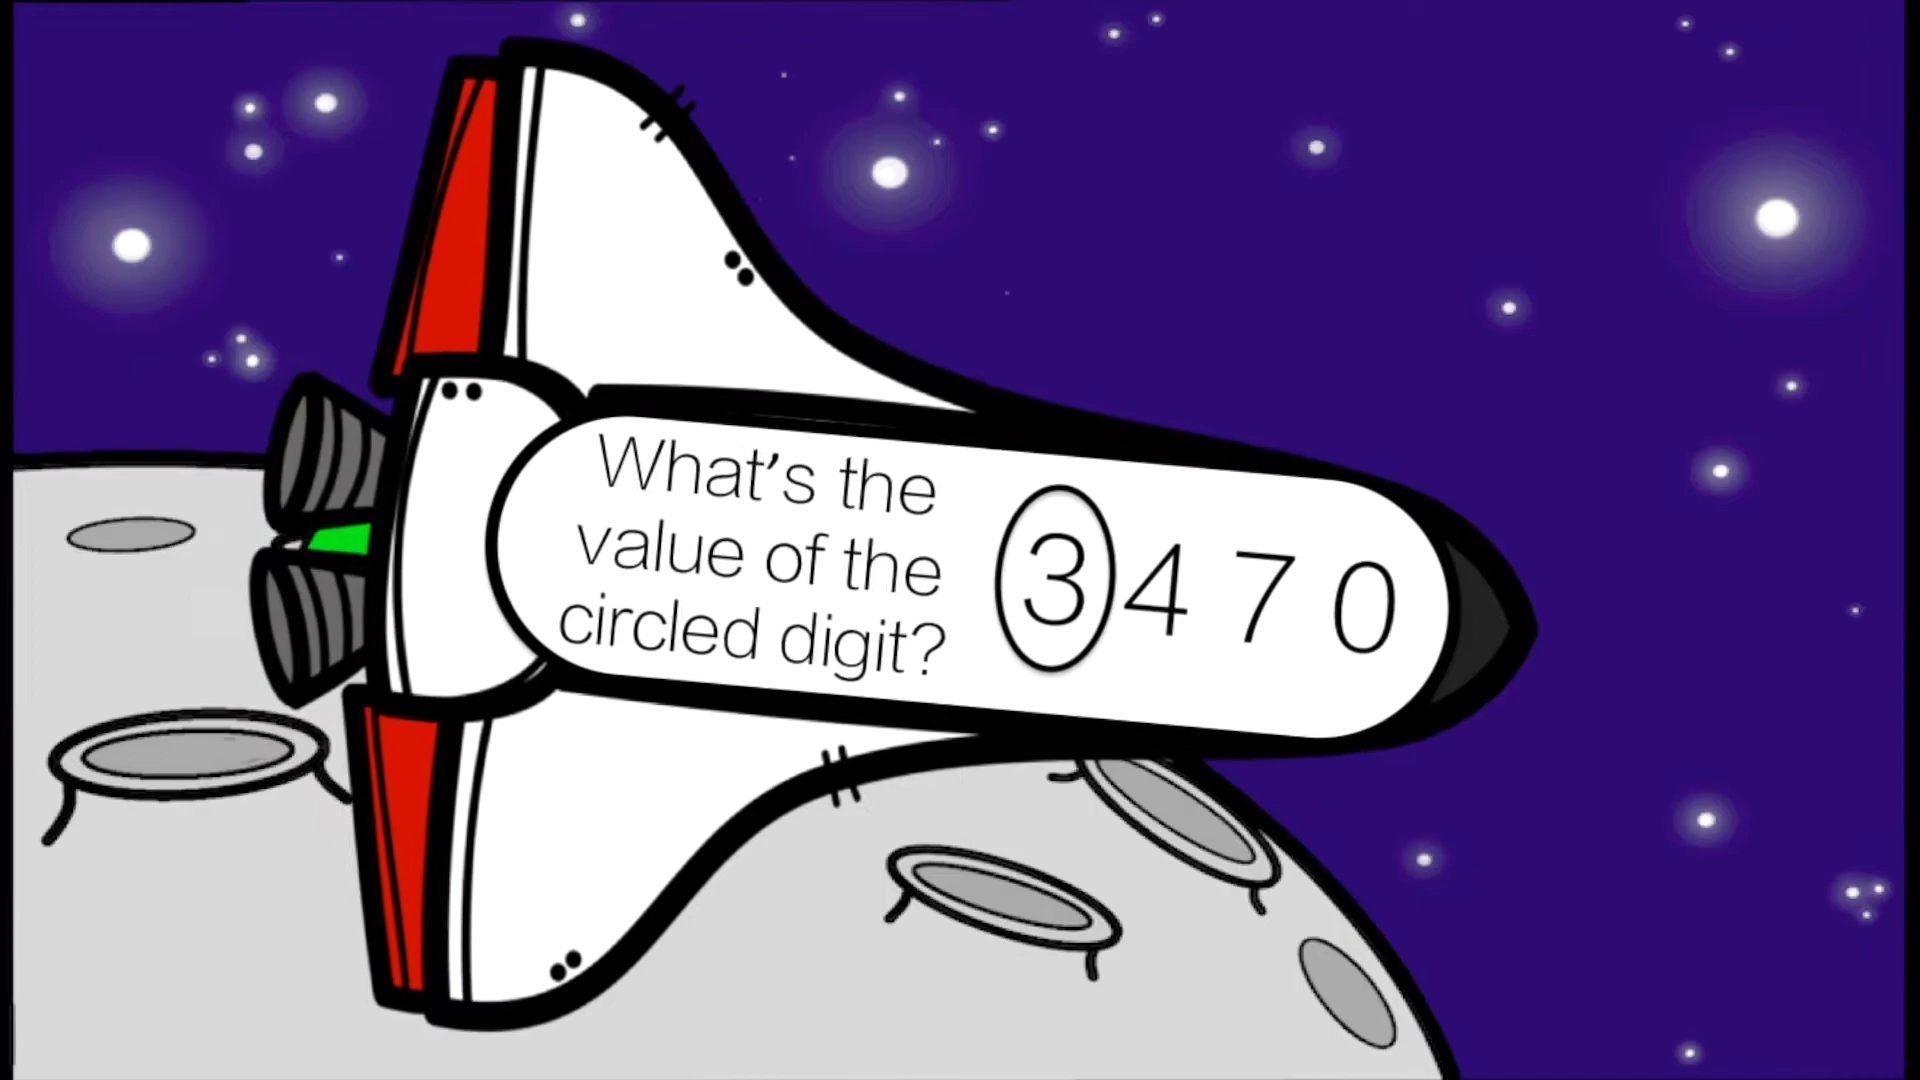 What's the
value of the
circled digit?
3 4 7 0